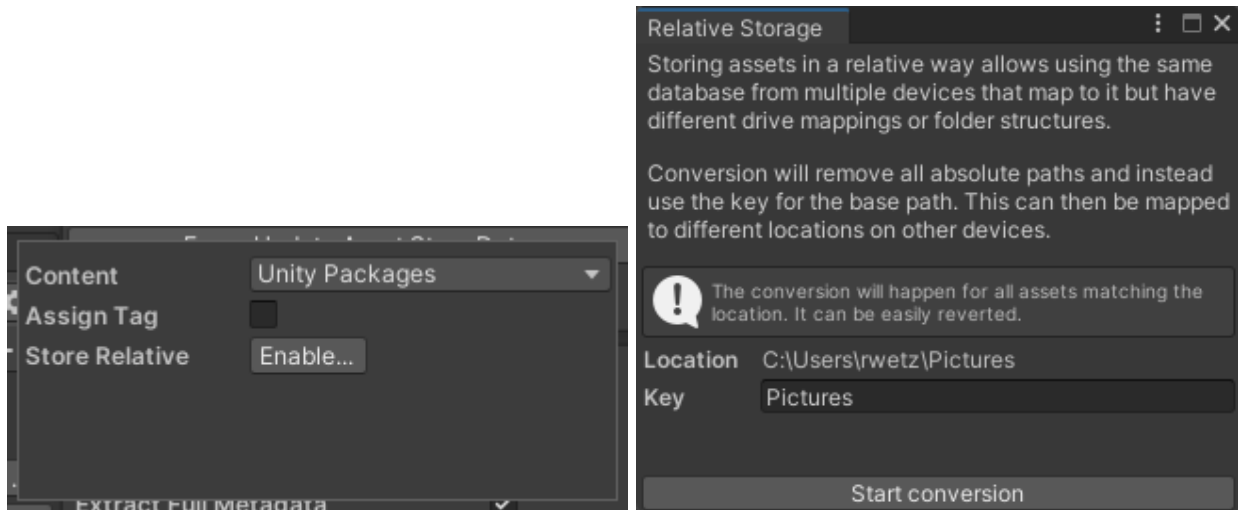 Content
Unity Packages
Assign Tag
Store Relative
Enable...
Extract Full Metadata
Relative Storage
Storing assets in a relative way allows using the same
database from multiple devices that map to it but have
different drive mappings or folder structures.
Conversion will remove all absolute paths and instead
use the key for the base path. This can then be mapped
to different locations on other devices.
The conversion will happen for all assets matching the
location. It can be easily reverted.
Location C:\Users\rwetz\Pictures
Key Pictures
Start conversion